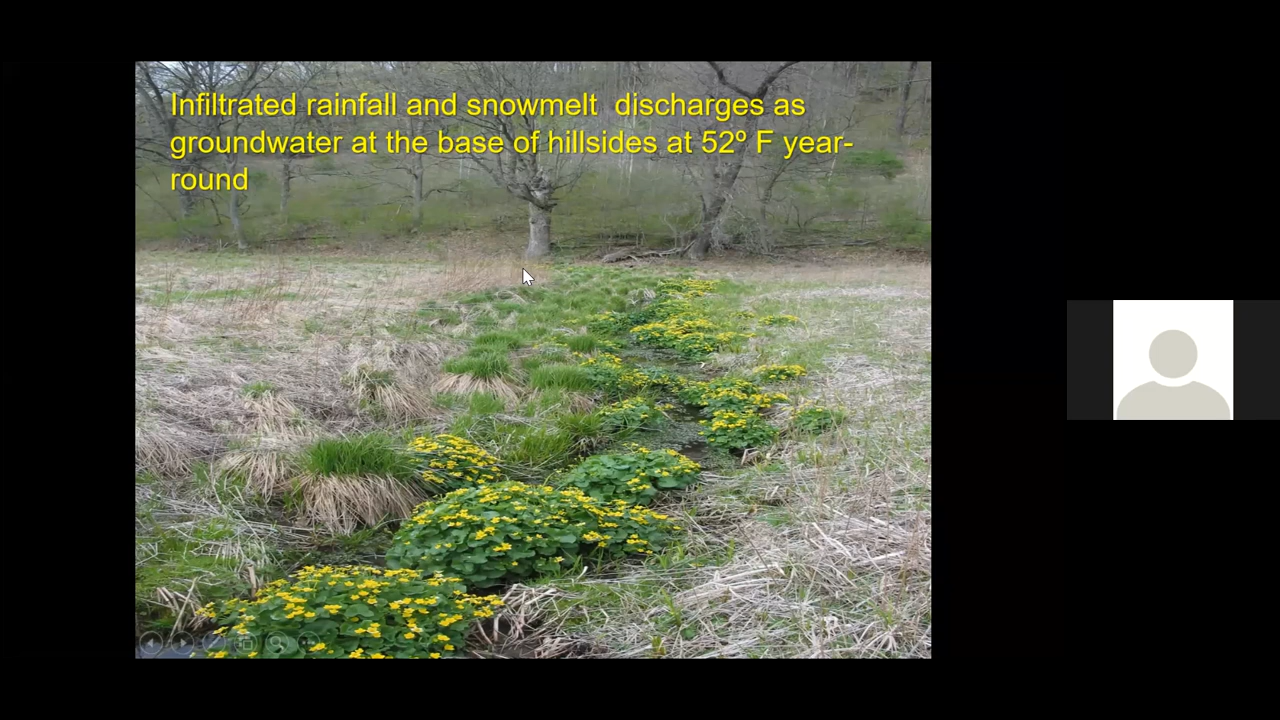 Infiltrated rainfall and snowmelt  discharges as
groundwater at the base of hillsides at 52º F year-
round